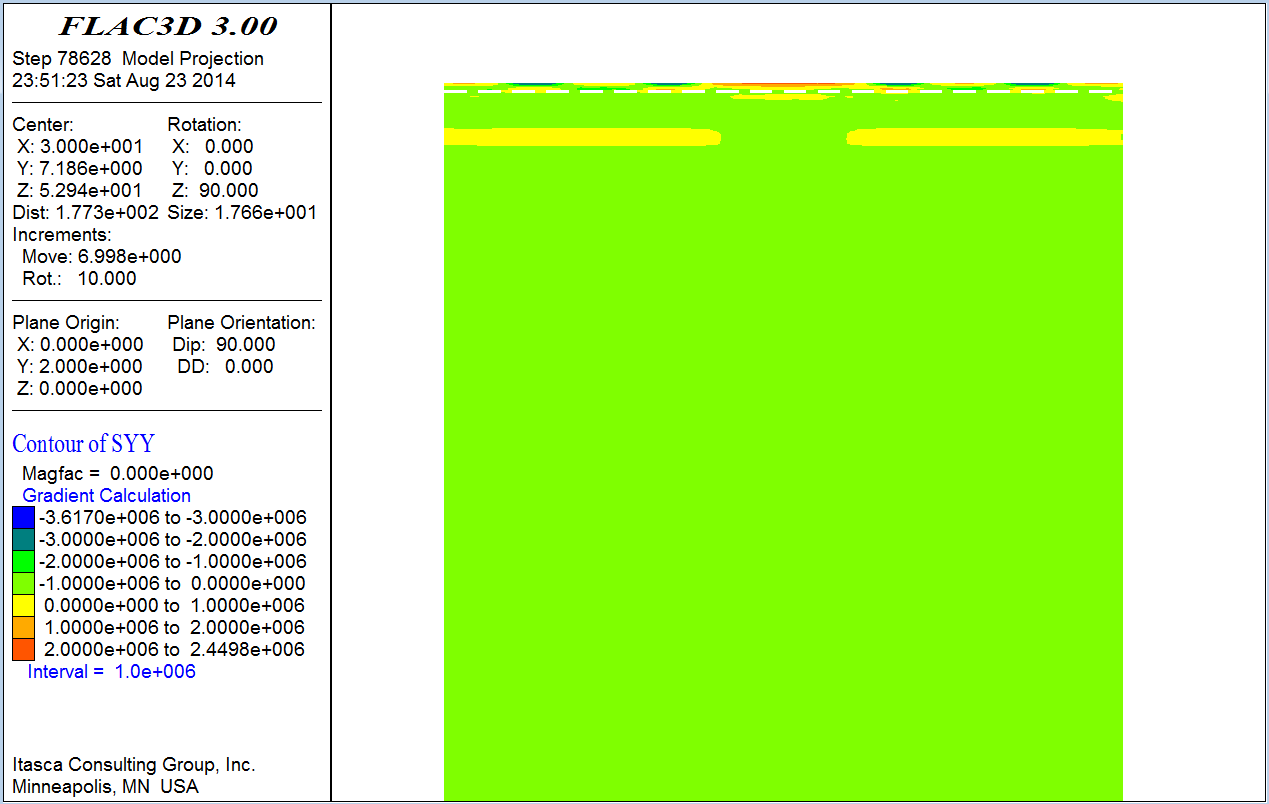 FLAC3D 3.00
Step 78628  Model Projection
23:51:23 Sat Aug 23 2014
Center: Rotation:
X: 3.000e+001 X: 0.000
Y: 7.186e+000 Y: 0.000
Z: 5.294e+001 Z: 90.000
Dist: 1.773e+002 Size: 1.766e+001
Increments:
Move: 6.998e+000
Rot.: 10.000
Plane Origin: Plane Orientation:
X: 0.000e+000 Dip: 90.000
Y: 2.000e+000 DD: 0.000
Z: 0.000e+000
Contour of SYY
Magfac = 0.000e+000
Gradient Calculation
-3.6170e+006 to -3.0000e+006
-3.0000e+006 to -2.0000e+006
-2.0000e+006 to -1.0000e+006
-1.0000e+006 to 0.0000e+000
0.0000e+000 to 1.0000e+006
1.0000e+006 to 2.0000e+006
2.0000e+006 to 2.4498e+006
Interval = 1.0e+006
Itasca Consulting Group, Inc.
Minneapolis, MN USA